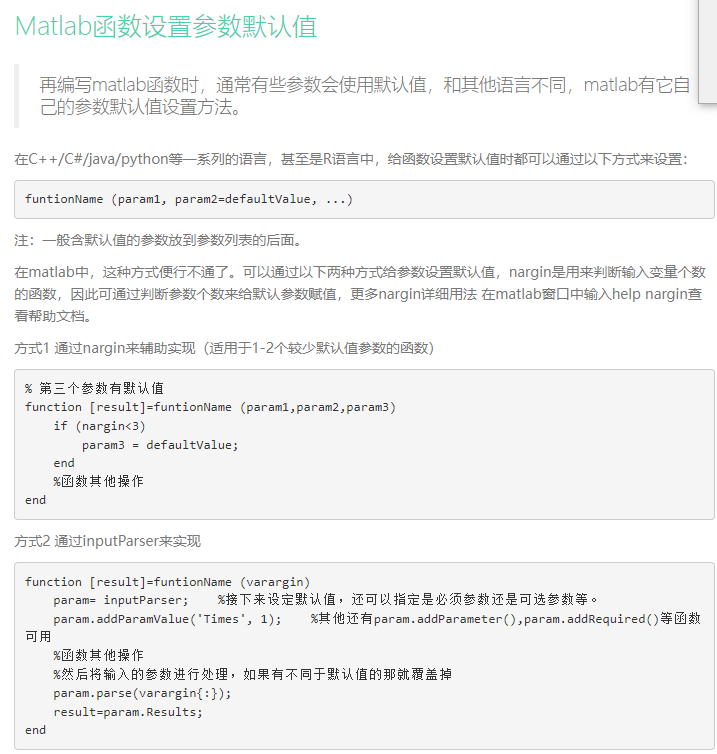 Matlab函数设置参数默认值
再编写matlab函数时，通常有些参数会使用默认值，和其他语言不同，matlab有它自
己的参数默认值设置方法。
在C++/C#/java/python等一系列的语言，甚至是R语言中，给函数设置默认值时都可以通过以下方式来设置：
funtionName (param1, param2=defaultValue, ...)
注：一般含默认值的参数放到参数列表的后面。
在matlab中，这种方式便行不通了。可以通过以下两种方式给参数设置默认值，nargin是用来判断输入变量个数
的函数，因此可通过判断参数个数来给默认参数赋值，更多nargin详细用法 在matlab窗口中输入help nargin查
看帮助文档。
方式1 通过nargin来辅助实现（适用于1-2个较少默认值参数的函数）
% 第三个参数有默认值
function [result]=funtionName (param1,param2,param3)
    if (nargin<3)
        param3 = defaultValue;
    end
    %函数其他操作
end
方式2 通过inputParser来实现
function [result]=funtionName (varargin)
    param= inputParser;    %接下来设定默认值，还可以指定是必须参数还是可选参数等。
    param.addParamValue('Times', 1);    %其他还有param.addParameter(),param.addRequired()等函数
可用
    %函数其他操作
    %然后将输入的参数进行处理，如果有不同于默认值的那就覆盖掉
    param.parse(varargin{:});
    result=param.Results;
end